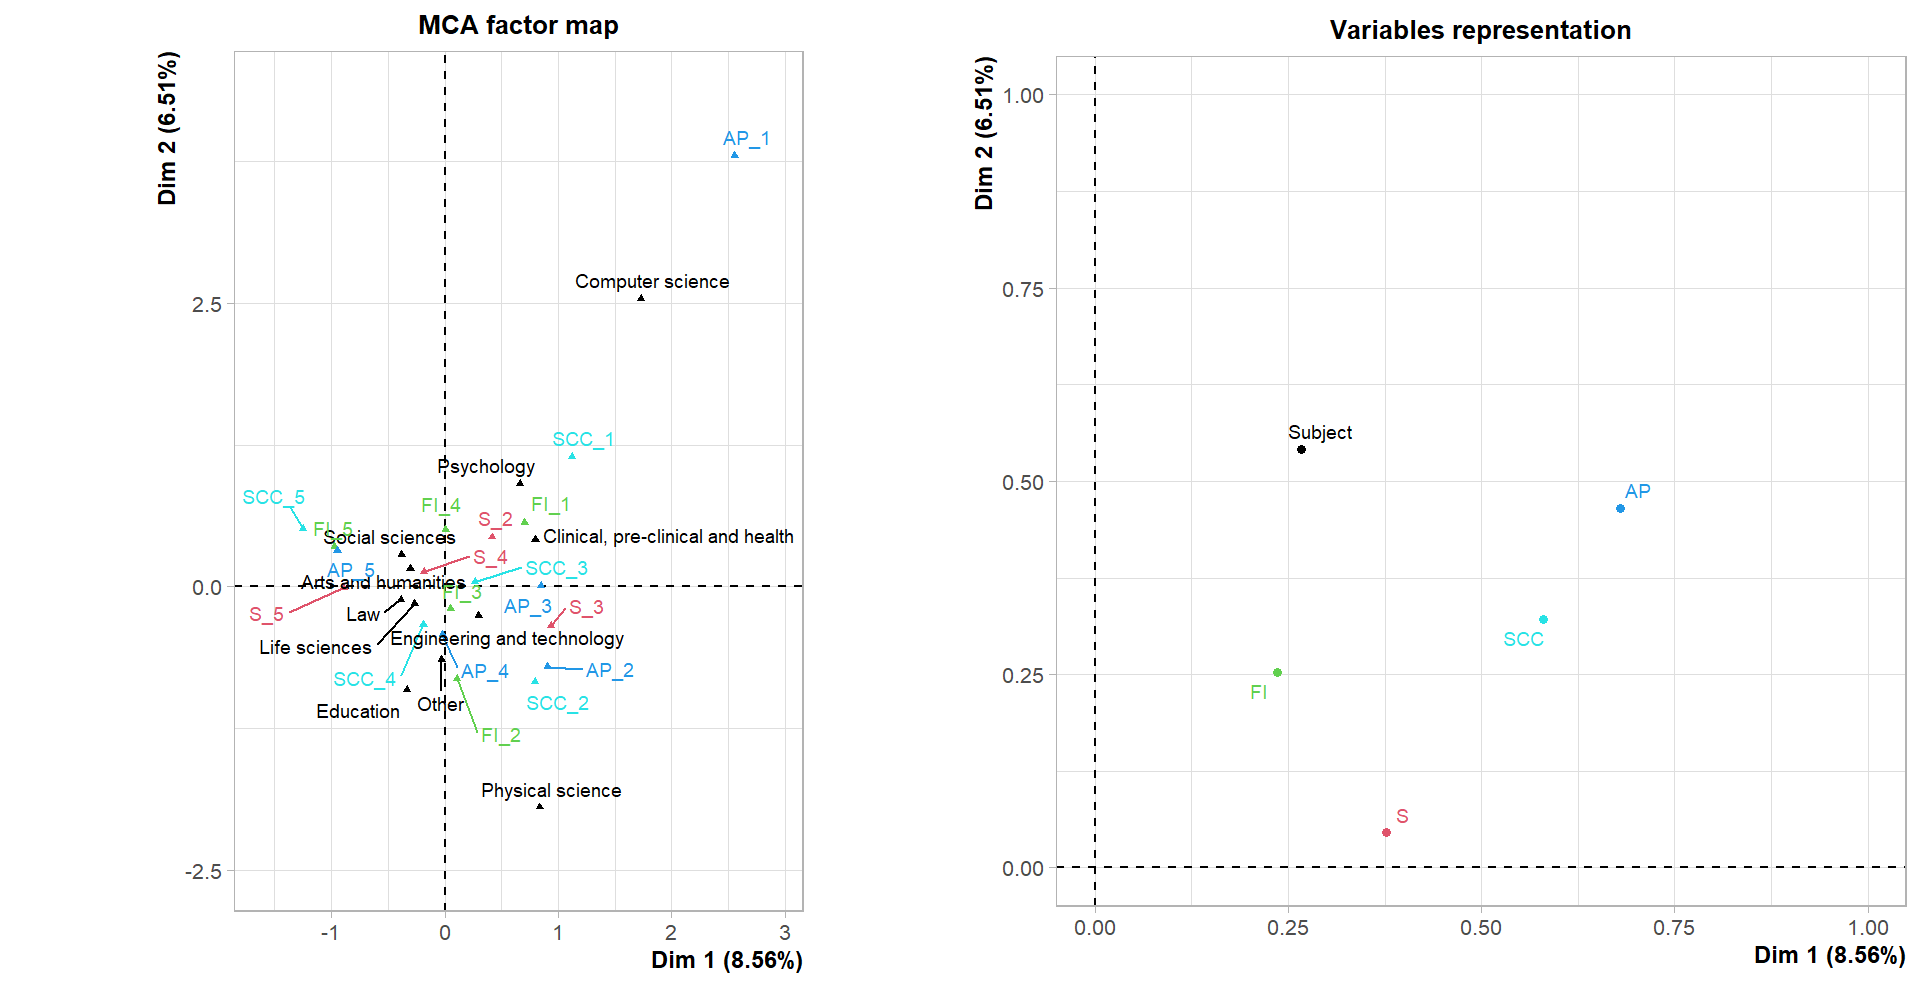 MCA factor map
Dim 2 (6.51%)
AP_1
Computer science
2.5
SCC_1
Psychology
SCC_5
FI_4
FI_1
S_2
FI_5
Social sciences
Clinical, pre-clinical and health
S_4
SCC_3
AP_5
Arts and humanities
0.0
FI_3
AP_3
S_3
S_5
Law
Engineering and technology
Life sciences
AP_4
AP_2
SCC_4
SCC_2
Other
Education
FI_2
Physical science
-2.5
-1
0
1
2
3
Dim 1 (8.56%)
Variables representation
Dim 2 (6.51%)
1.00
0.75
Subject
0.50
AP
SCC
0.25
FI
S
0.00
0.00
0.25
0.50
0.75
1.00
Dim 1 (8.56%)